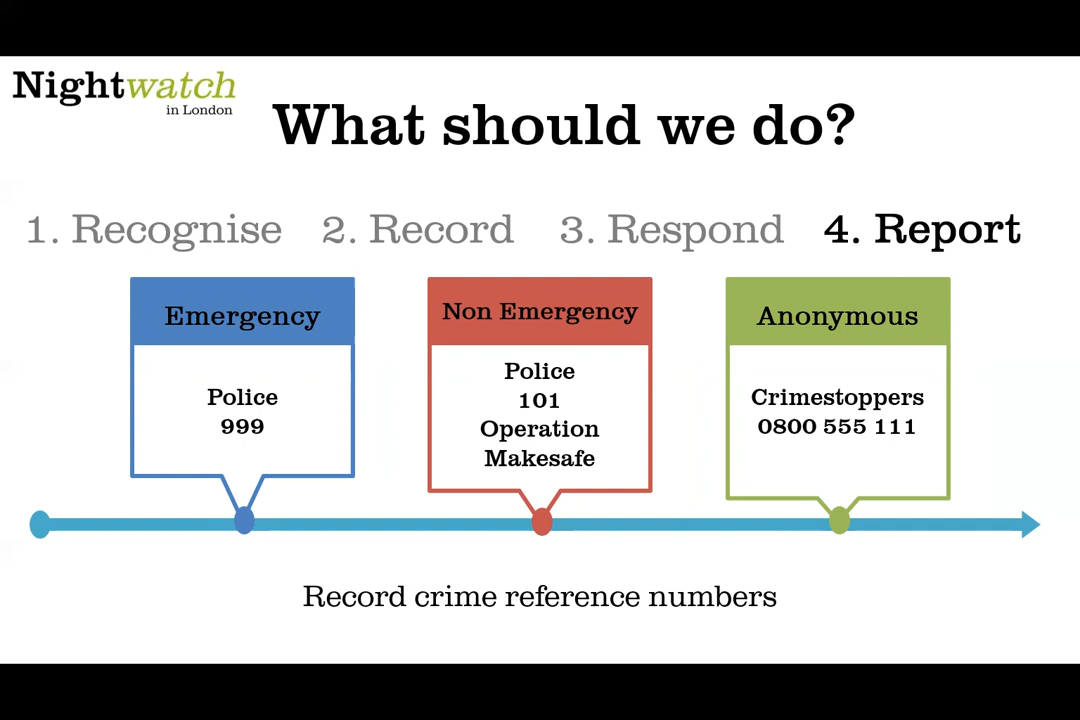 Nightwatch
in London
What should we do?
1. Recognise 2. Record 3. Respond 4. Report
Emergency
Police
999
Non Emergency
Police
101
Operation
Makesafe
Anonymous
Crimestoppers
0800 555 111
Record crime reference numbers